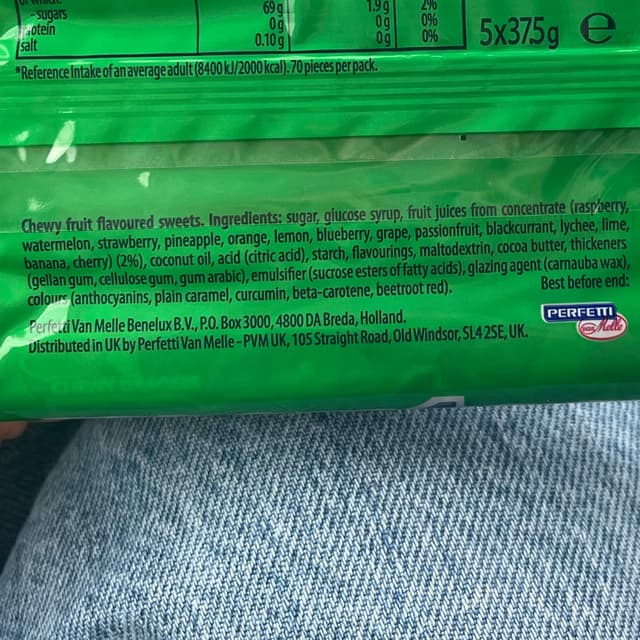 -sugars 69g 1.9g 2%
protein 0g 0g 0%
salt 0.10g 0g 0%
5x37.5g e
*Reference Intake of an average adult (8400 kJ/2000 kcal). 70 pieces per pack.
Chewy fruit flavoured sweets. Ingredients: sugar, glucose syrup, fruit juices from concentrate (raspberry,
watermelon, strawberry, pineapple, orange, lemon, blueberry, grape, passionfruit, blackcurrant, lychee, lime,
banana, cherry) (2%), coconut oil, acid (citric acid), starch, flavourings, maltodextrin, cocoa butter, thickeners
(gellan gum, cellulose gum, gum arabic), emulsifier (sucrose esters of fatty acids), glazing agent (carnauba wax),
colours (anthocyanins, plain caramel, curcumin, beta-carotene, beetroot red). Best before end:
Perfetti Van Melle Benelux B.V., P.O. Box 3000, 4800 DA Breda, Holland.
Distributed in UK by Perfetti Van Melle - PVM UK, 105 Straight Road, Old Windsor, SL4 2SE, UK.
PERFETTI
van Melle